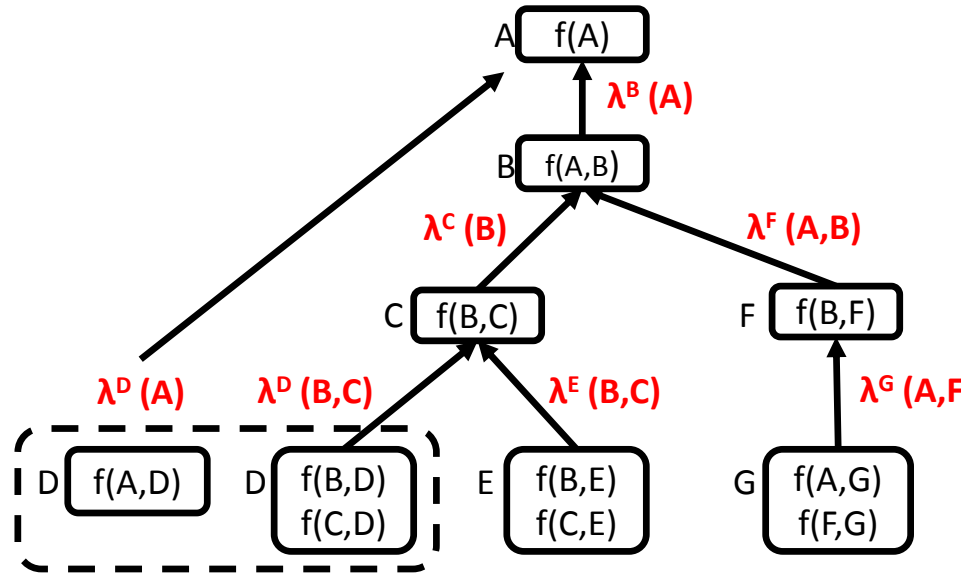 A f(A)
λᴮ (A)
B f(A,B)
λᶜ (B) λᶠ (A,B)
C f(B,C) F f(B,F)
λᴰ (A) λᴰ (B,C) λᴱ (B,C) λᴳ (A,F
D f(A,D) D f(B,D) E f(B,E) G f(A,G)
f(C,D) f(C,E) f(F,G)